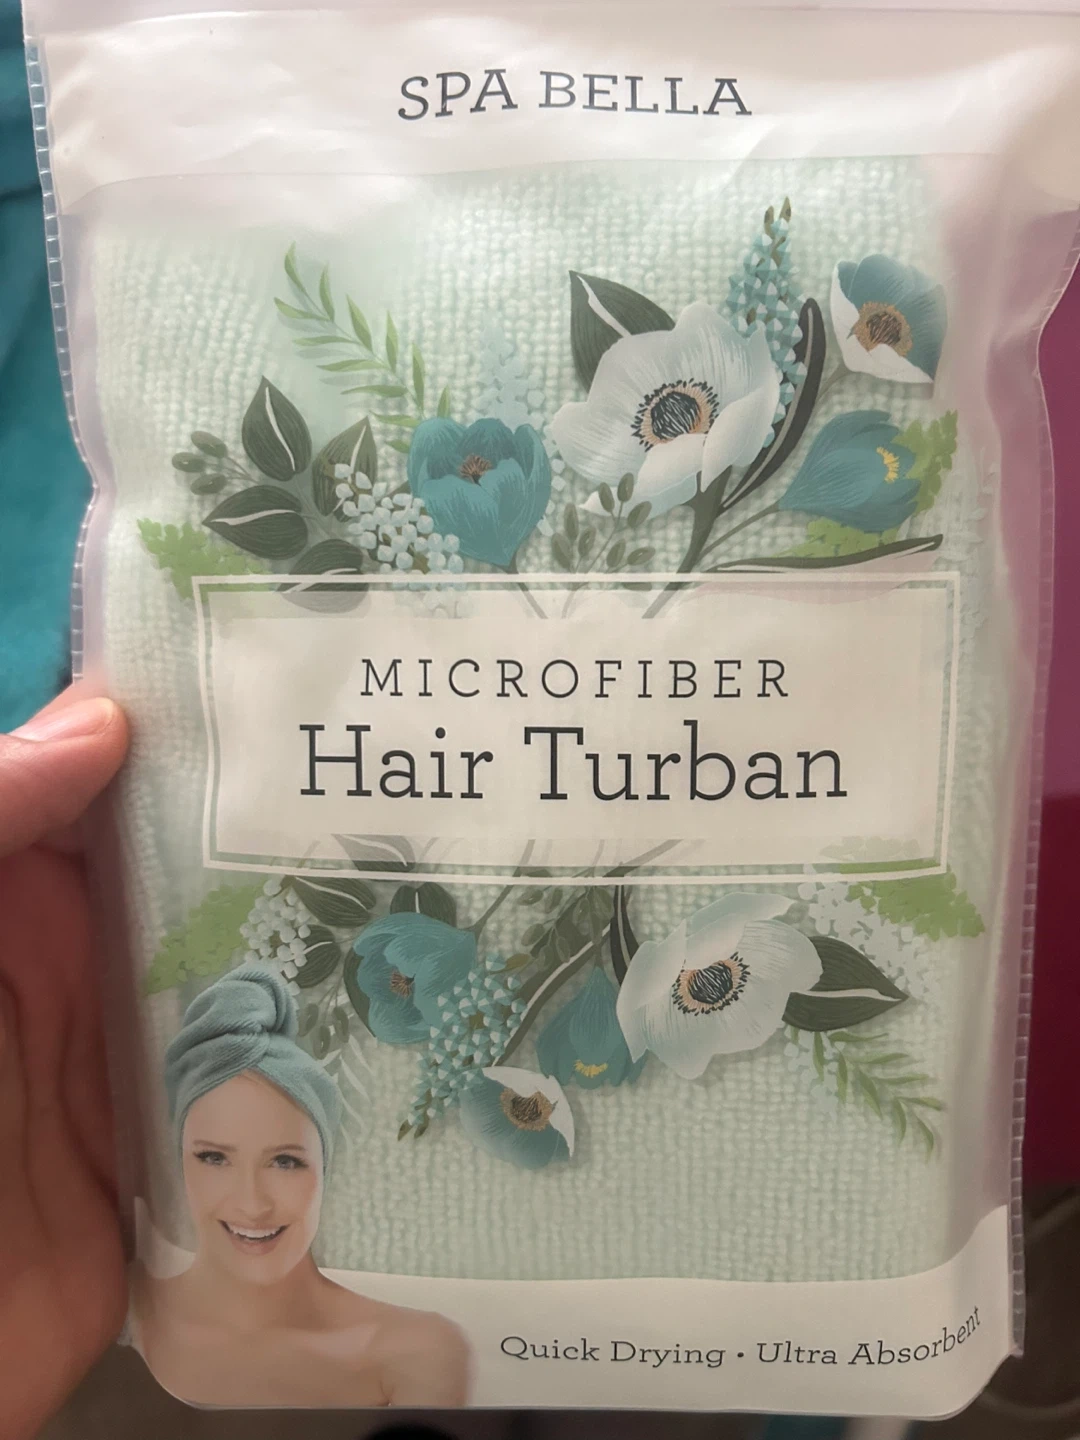 SPA BELLA
MICROFIBER
Hair Turban
Quick Drying • Ultra Absorbent